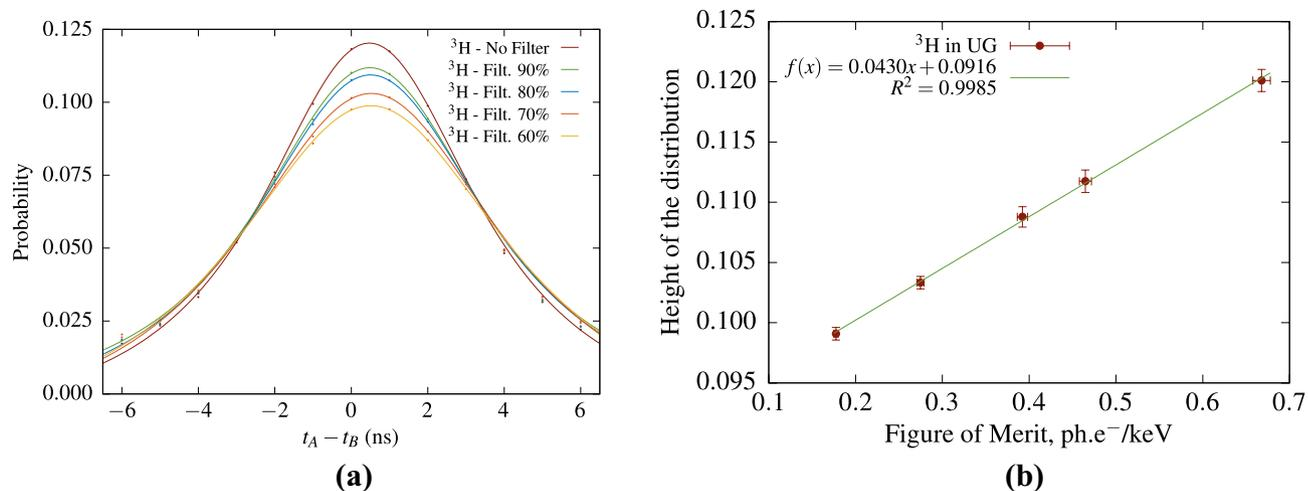 0.125
0.100
0.075
0.050
0.025
0.000
Probability
³H - No Filter
³H - Filt. 90%
³H - Filt. 80%
³H - Filt. 70%
³H - Filt. 60%
−6 −4 −2 0 2 4 6
t_A − t_B (ns)
(a)
0.125
0.120
0.115
0.110
0.105
0.100
0.095
Height of the distribution
³H in UG
f(x) = 0.0430x + 0.0916
R² = 0.9985
0.1 0.2 0.3 0.4 0.5 0.6 0.7
Figure of Merit, ph.e⁻/keV
(b)